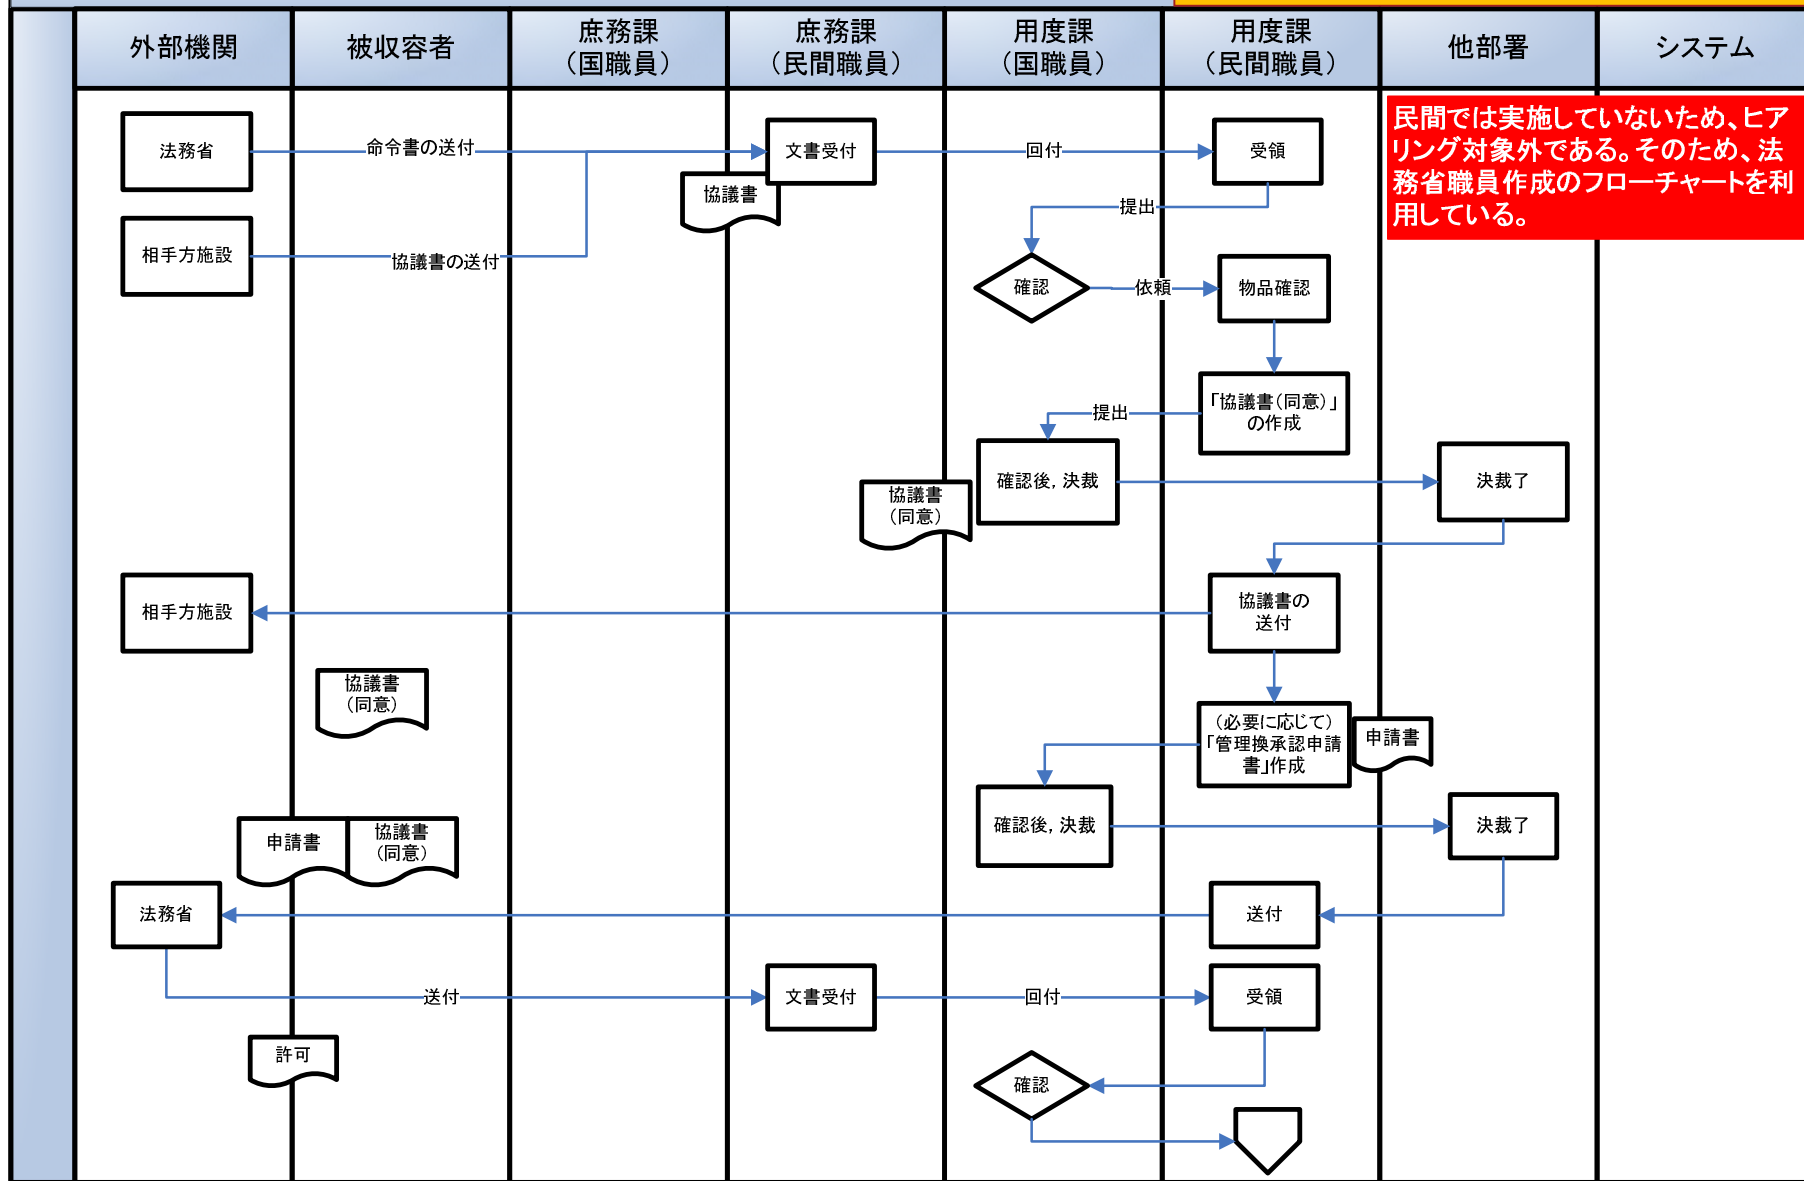 外部機関
被収容者
庶務課
（国職員）
庶務課
（民間職員）
用度課
（国職員）
用度課
（民間職員）
他部署
システム
民間では実施していないため、ヒア
リング対象外である。そのため、法
務省職員作成のフローチャートを利
用している。
法務省
命令書の送付
文書受付
回付
受領
協議書
提出
相手方施設
協議書の送付
確認
依頼
物品確認
「協議書（同意）」
の作成
提出
確認後，決裁
決裁了
協議書
（同意）
相手方施設
協議書の
送付
協議書
（同意）
（必要に応じて）
「管理換承認申請
書」作成
申請書
確認後，決裁
決裁了
申請書
協議書
（同意）
法務省
送付
送付
文書受付
回付
受領
許可
確認